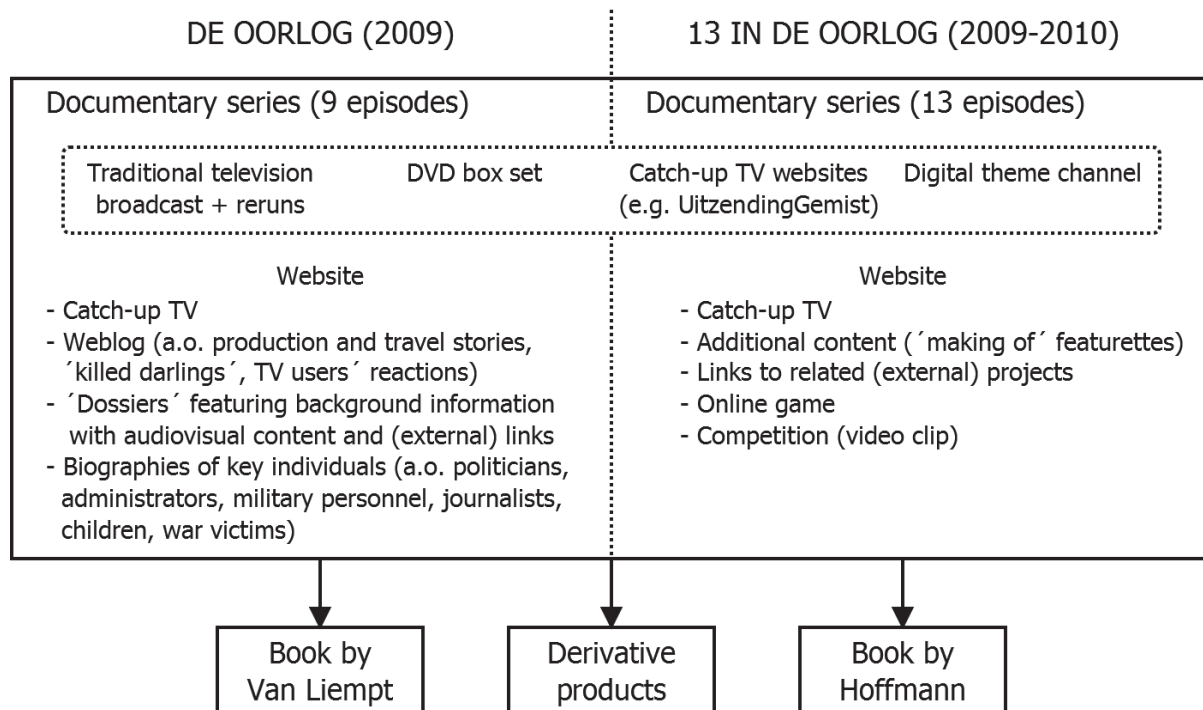 DE OORLOG (2009)
13 IN DE OORLOG (2009-2010)
Documentary series (9 episodes)
Documentary series (13 episodes)
Traditional television
broadcast + reruns
DVD box set
Catch-up TV websites
(e.g. UitzendingGemist)
Digital theme channel
Website
- Catch-up TV
- Weblog (a.o. production and travel stories,
´killed darlings´, TV users´ reactions)
- ´Dossiers´ featuring background information
with audiovisual content and (external) links
- Biographies of key individuals (a.o. politicians,
administrators, military personnel, journalists,
children, war victims)
Website
- Catch-up TV
- Additional content (´making of´ featurettes)
- Links to related (external) projects
- Online game
- Competition (video clip)
Book by
Van Liempt
Derivative
products
Book by
Hoffmann